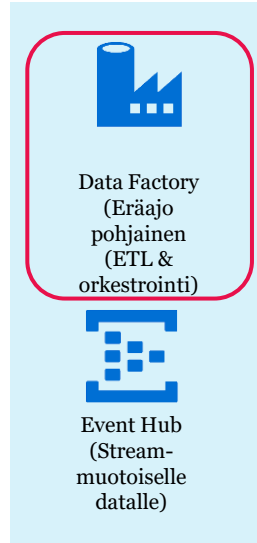 Data Factory
(Eräajo
pohjainen
(ETL &
orkestrointi)
Event Hub
(Stream-
muotoiselle
datalle)